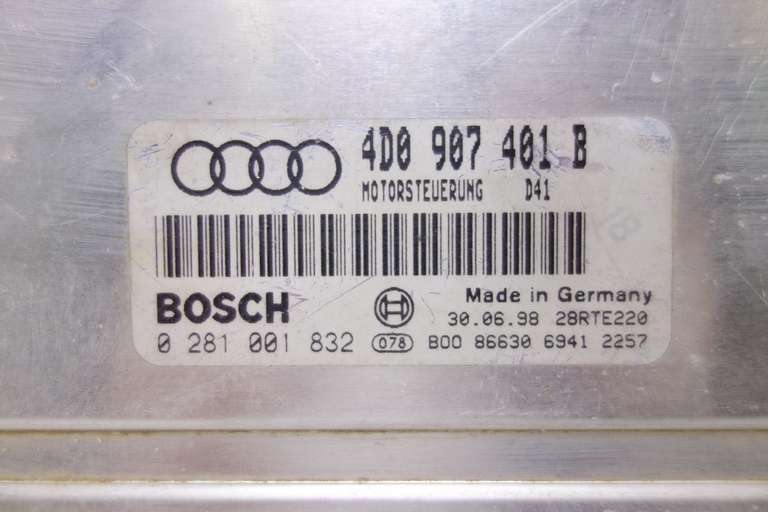 4D0 907 401 B
MOTORSTEUERUNG D41
BOSCH
Made in Germany
30.06.98 28RTE220
0 281 001 832 078 B00 86630 6941 2257